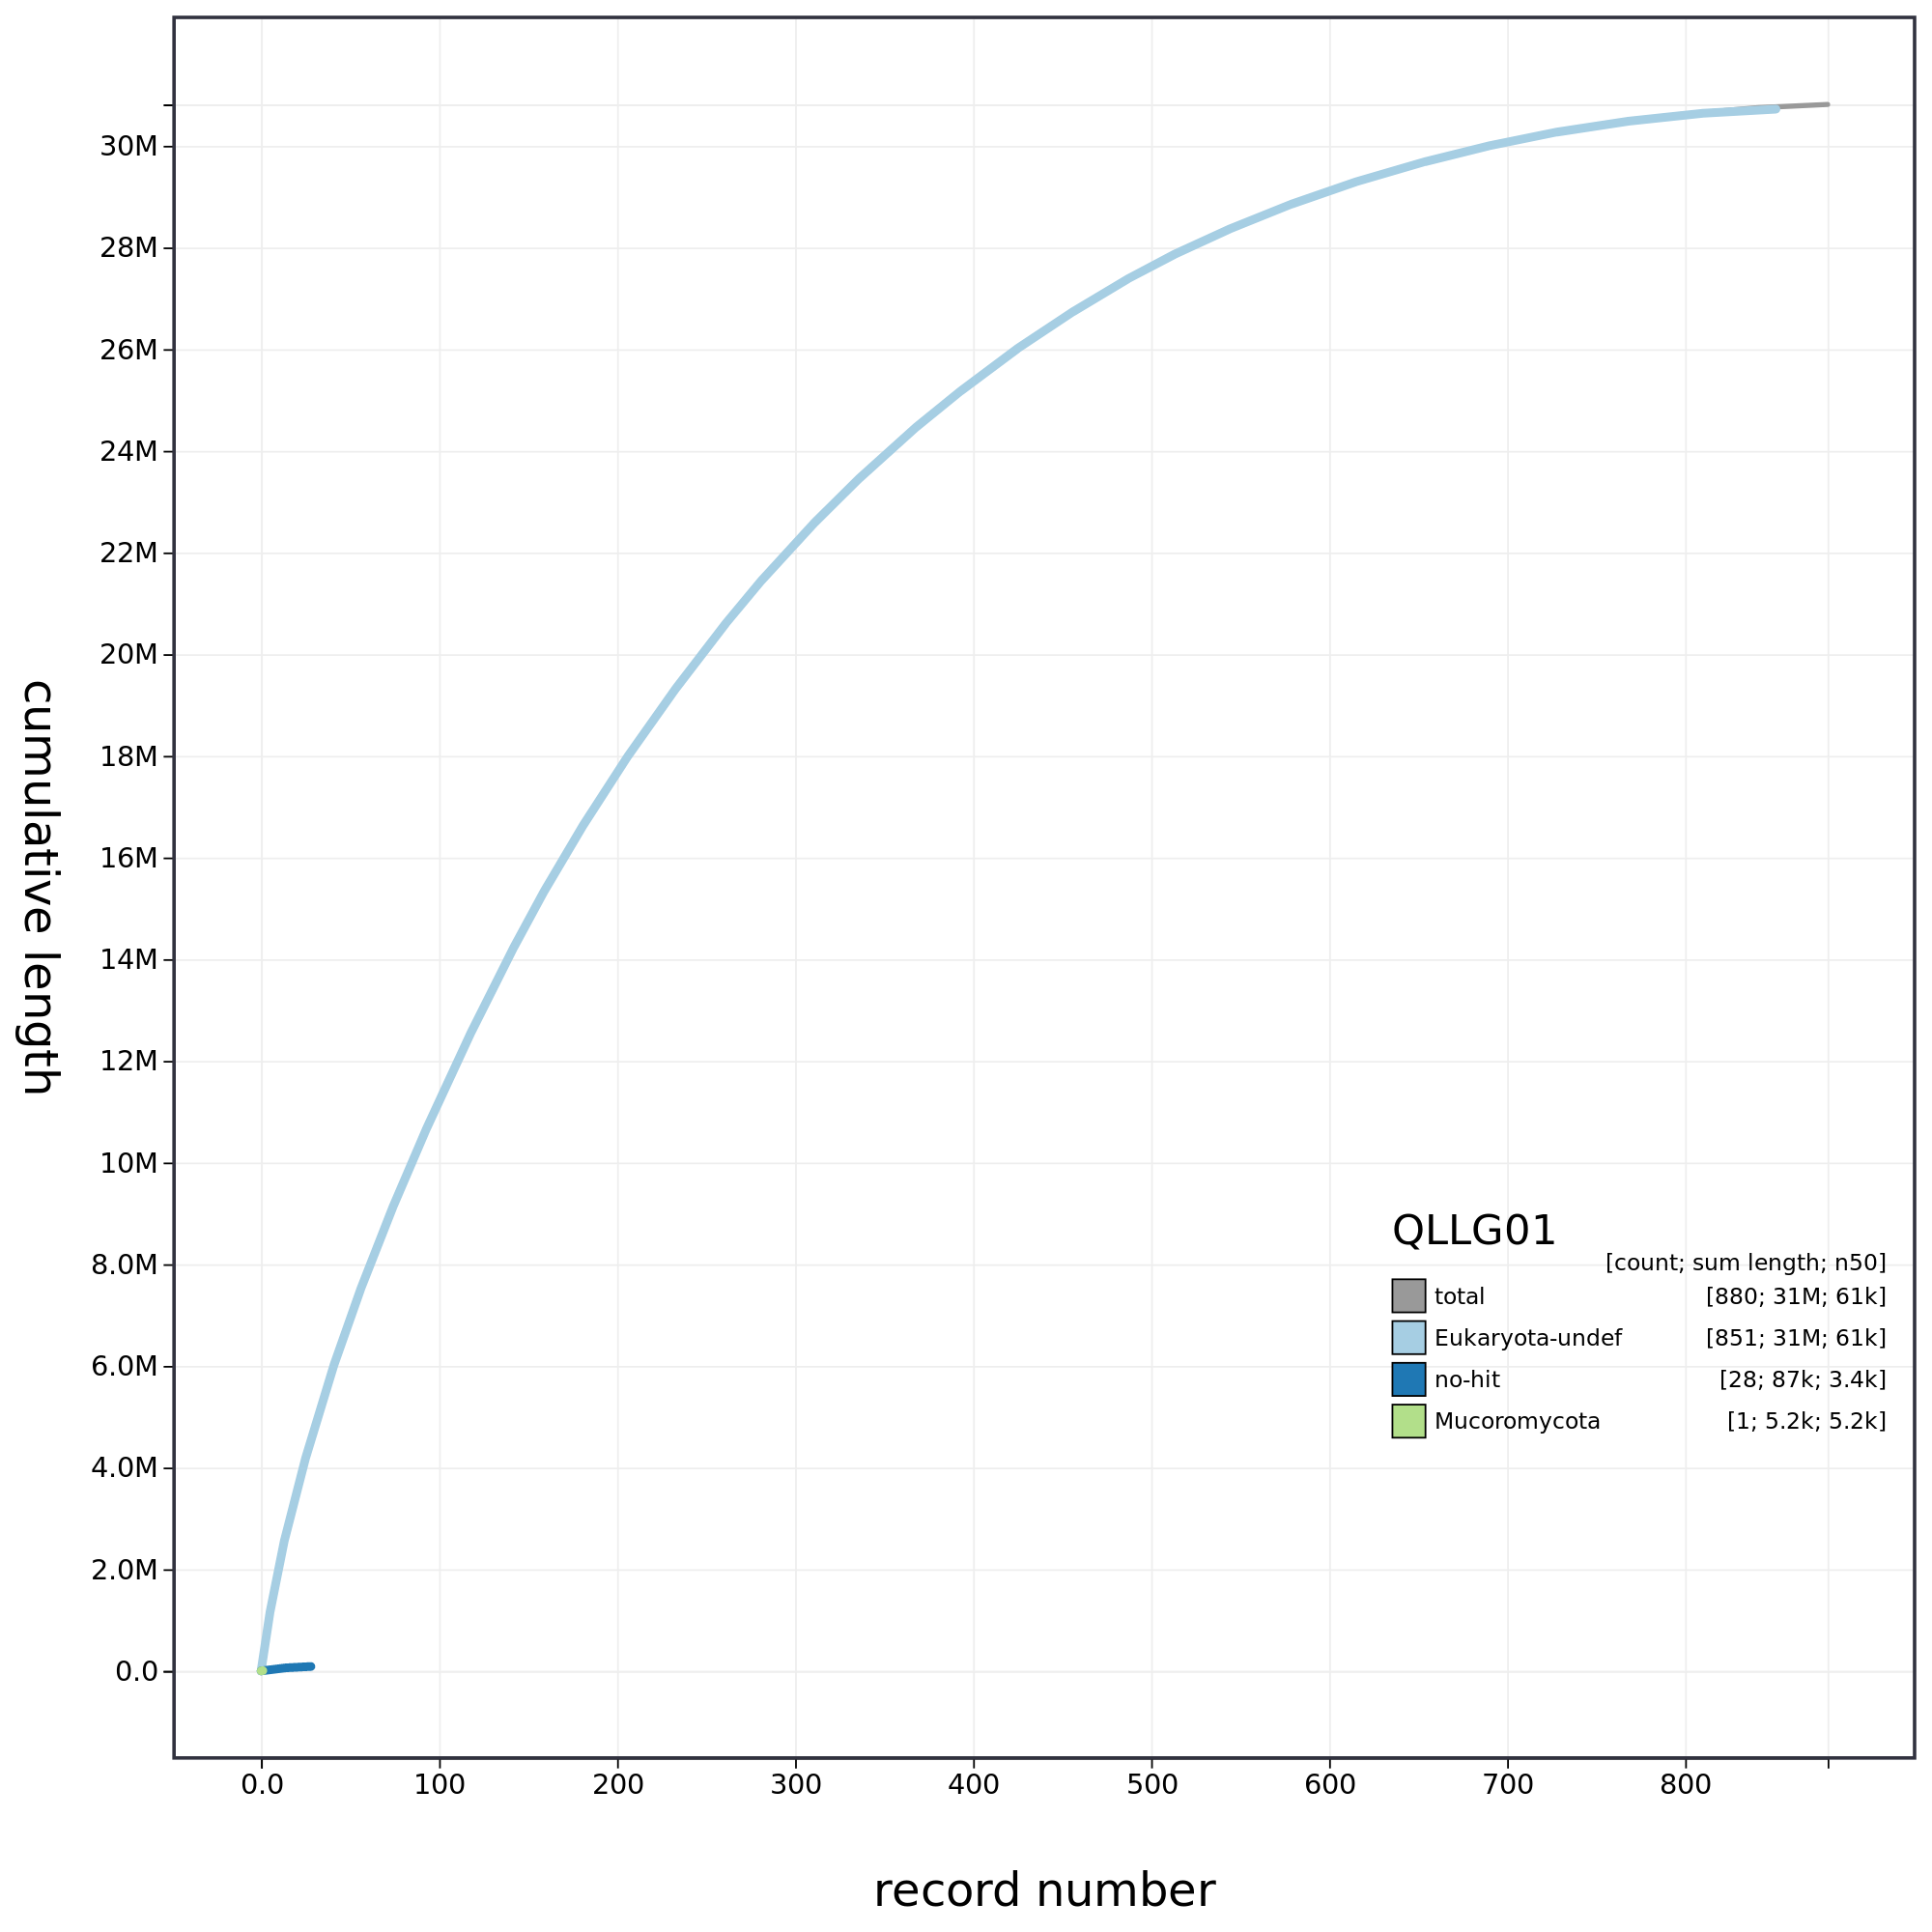 cumulative length
30M
28M
26M
24M
22M
20M
18M
16M
14M
12M
10M
8.0M
6.0M
4.0M
2.0M
0.0
QLLG01
[count; sum length; n50]
total [880; 31M; 61k]
Eukaryota-undef [851; 31M; 61k]
no-hit [28; 87k; 3.4k]
Mucoromycota [1; 5.2k; 5.2k]
0.0 100 200 300 400 500 600 700 800
record number